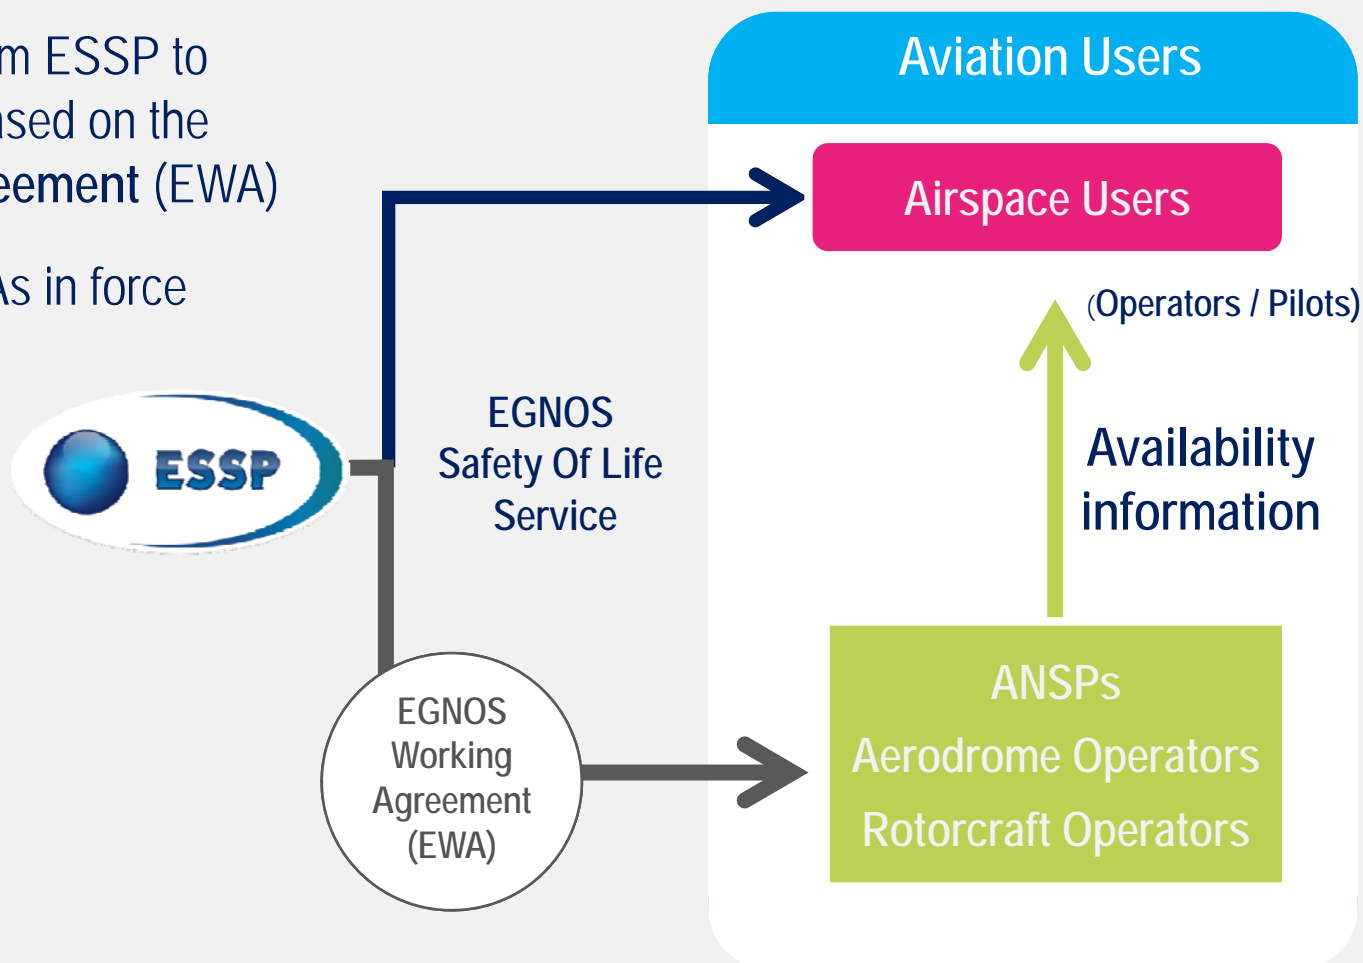 m ESSP to
ased on the
eement (EWA)
As in force
Aviation Users
Airspace Users
(Operators / Pilots)
ESSP
EGNOS
Safety Of Life
Service
Availability
information
EGNOS
Working
Agreement
(EWA)
ANSPs
Aerodrome Operators
Rotorcraft Operators